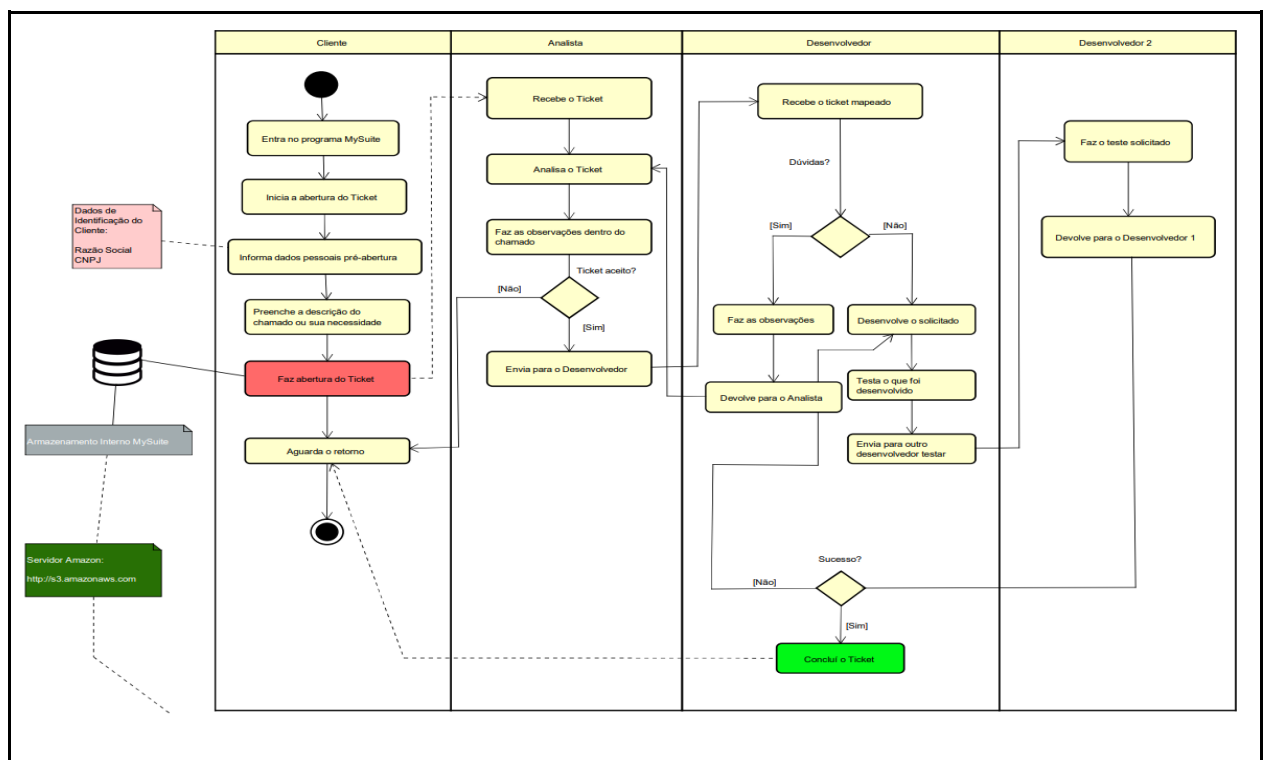 Cliente
Analista
Desenvolvedor
Desenvolvedor 2
Entra no programa MySuite
Inicia a abertura do Ticket
Dados de
Identificação do
Cliente:
Razão Social
CNPJ
Informa dados pessoais pré-abertura
Preenche a descrição do
chamado ou sua necessidade
Faz abertura do Ticket
Armazenamento Interno MySuite
Aguarda o retorno
Servidor Amazon:
http://s3.amazonaws.com
Recebe o Ticket
Analisa o Ticket
Faz as observações dentro do
chamado
Ticket aceito?
[Não]
[Sim]
Envia para o Desenvolvedor
Recebe o ticket mapeado
Dúvidas?
[Sim]
[Não]
Faz as observações
Desenvolve o solicitado
Devolve para o Analista
Testa o que foi
desenvolvido
Envia para outro
desenvolvedor testar
Sucesso?
[Não]
[Sim]
Concluí o Ticket
Faz o teste solicitado
Devolve para o Desenvolvedor 1